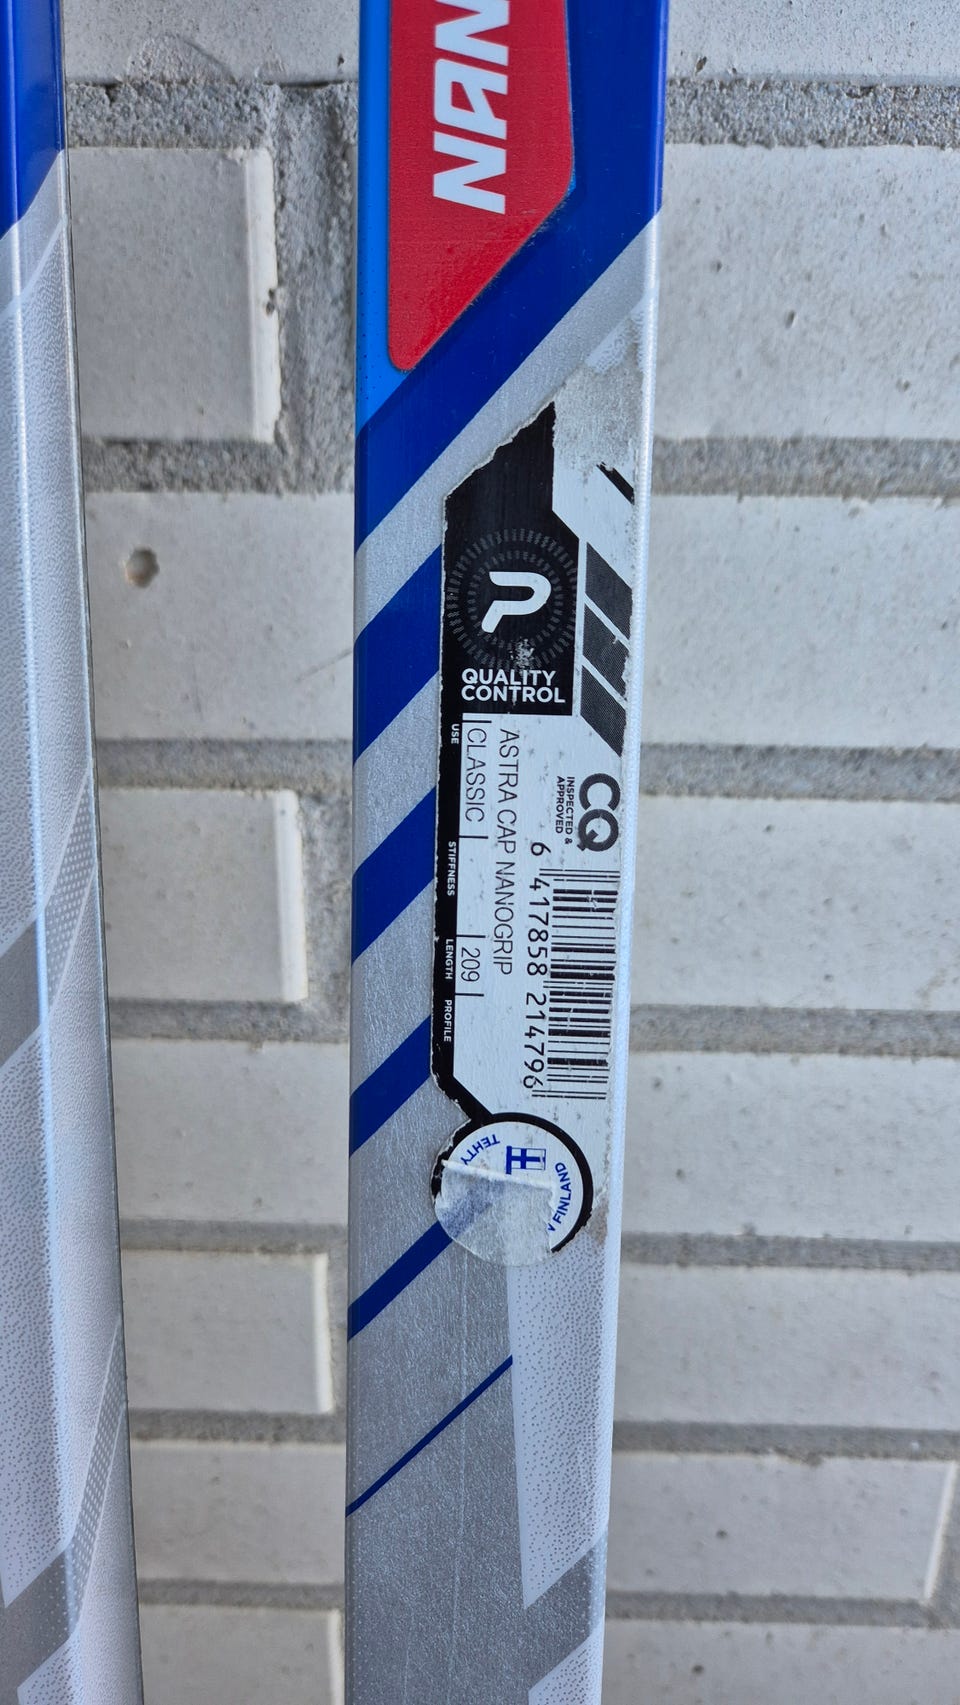 NAN
QUALITY
CONTROL
CQ
INSPECTED &
APPROVED
6 417858 214796
ASTRA CAP NANOGRIP
USE STIFFNESS LENGTH PROFILE
CLASSIC 209
TEHTY
FINLAND